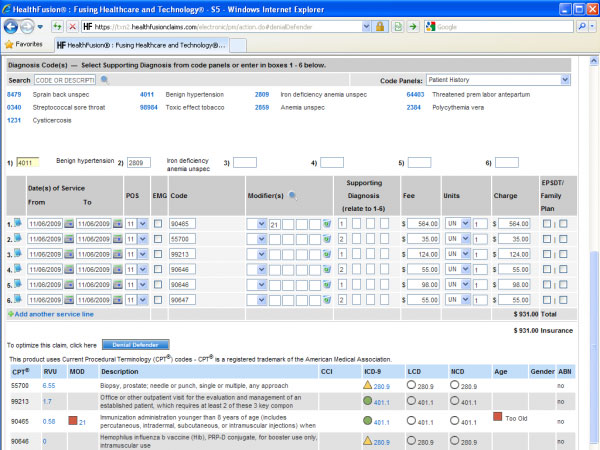 HealthFusion® : Fusing Healthcare and Technology® - S5 - Windows Internet Explorer
HF https://txm2.healthfusionclaims.com/electronic/pm/action.do#denialDefender Google
Favorites HF HealthFusion® : Fusing Healthcare and Technology®...
Diagnosis Code(s) — Select Supporting Diagnosis from code panels or enter in boxes 1 - 6 below.
Search CODE OR DESCRIPTI Code Panels: Patient History
8479 Sprain back unspec 4011 Benign hypertension 2809 Iron deficiency anemia unspec 64403 Threatened prem labor antepartum
0340 Streptococcal sore throat 98984 Toxic effect tobacco 2859 Anemia unspec 2384 Polycythemia vera
1231 Cysticercosis
1) 4011 Benign hypertension 2) 2809 Iron deficiency anemia unspec 3) 4) 5) 6)
Date(s) of Service From To POS EMG Code Modifier(s) Supporting Diagnosis (relate to 1-6) Fee Units Charge EPSDT/ Family Plan
1. 11/06/2009 11/06/2009 11 90465 21 1 $ 564.00 UN 1 $ 564.00
2. 11/06/2009 11/06/2009 11 55700 2 $ 35.00 UN 1 $ 35.00
3. 11/06/2009 11/06/2009 11 99213 1 $ 124.00 UN 1 $ 124.00
4. 11/06/2009 11/06/2009 11 90646 2 $ 55.00 UN 1 $ 55.00
5. 11/06/2009 11/06/2009 11 90646 1 $ 98.00 UN 1 $ 98.00
6. 11/06/2009 11/06/2009 11 90647 2 $ 55.00 UN 1 $ 55.00
Add another service line $ 931.00 Total
$ 931.00 Insurance
To optimize this claim, click here Denial Defender
This product uses Current Procedural Terminology (CPT®) codes - CPT® is a registered trademark of the American Medical Association.
CPT® RVU MOD Description CCI ICD-9 LCD NCD Age Gender ABN
55700 6.55 Biopsy, prostate; needle or punch, single or multiple, any approach 280.9 280.9 280.9 no
99213 1.7 Office or other outpatient visit for the evaluation and management of an established patient, which requires at least 2 of these 3 key compon 401.1 401.1 401.1 no
90465 0.58 21 Immunization administration younger than 8 years of age (includes percutaneous, intradermal, subcutaneous, or intramuscular injections) when 401.1 401.1 401.1 Too Old no
90646 0 Hemophilus influenza b vaccine (Hib), PRP-D conjugate, for booster use only, intramuscular use 280.9 280.9 280.9 no